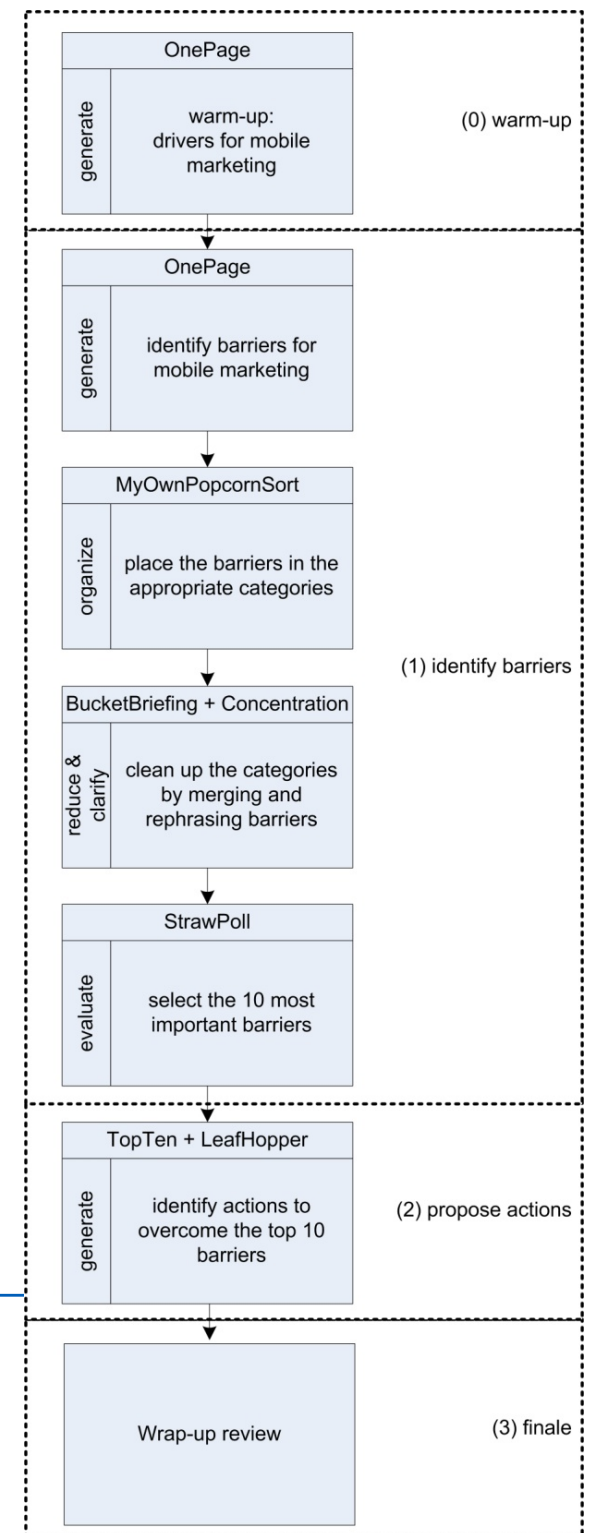 OnePage
generate
warm-up:
drivers for mobile
marketing
(0) warm-up
OnePage
generate
identify barriers for
mobile marketing
MyOwnPopcornSort
organize
place the barriers in the
appropriate categories
(1) identify barriers
BucketBriefing + Concentration
reduce &
clarify
clean up the categories
by merging and
rephrasing barriers
StrawPoll
evaluate
select the 10 most
important barriers
TopTen + LeafHopper
generate
identify actions to
overcome the top 10
barriers
(2) propose actions
Wrap-up review
(3) finale